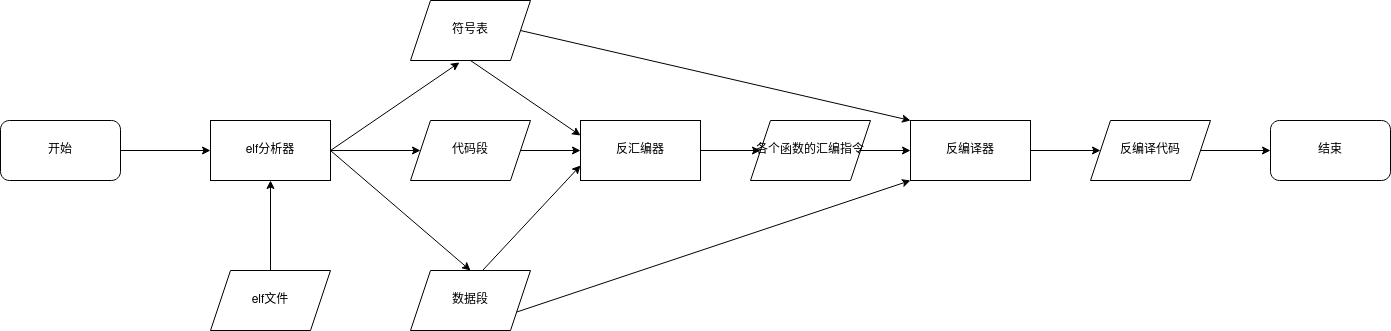 符号表
开始
elf分析器
代码段
反汇编器
各个函数的汇编指令
反编译器
反编译代码
结束
elf文件
数据段